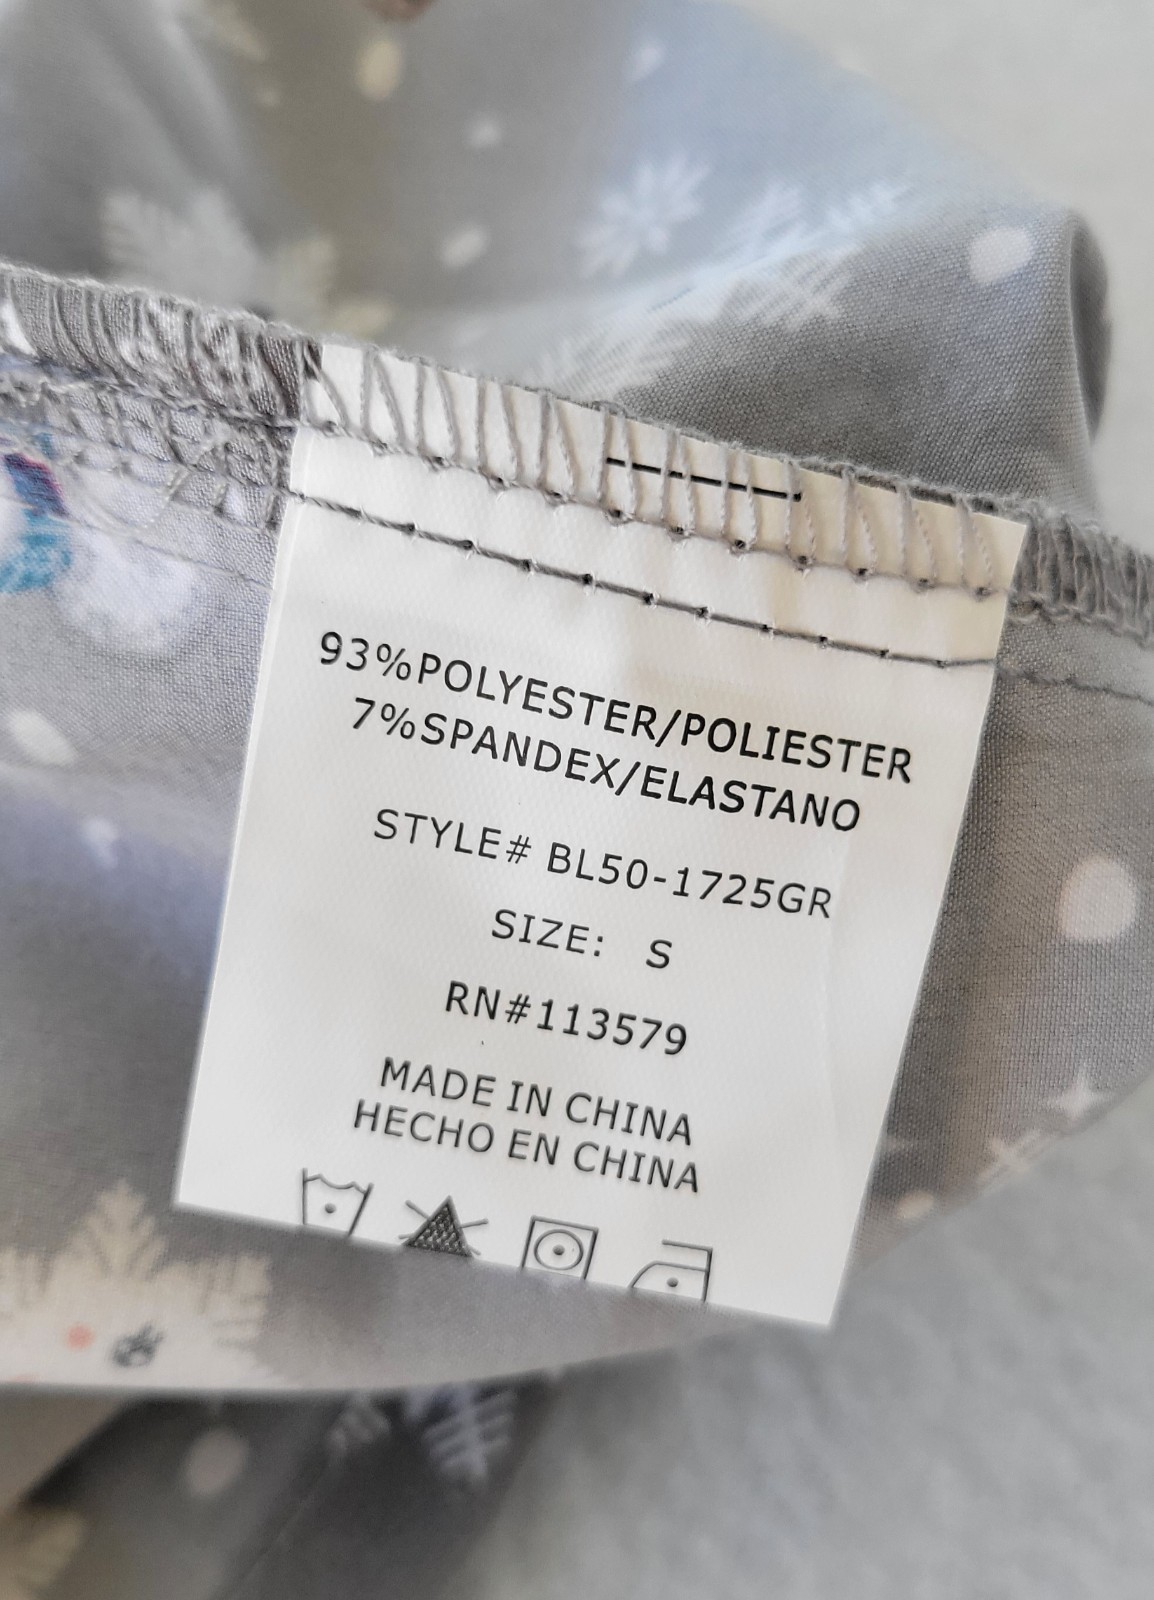 93%POLYESTER/POLIESTER
7%SPANDEX/ELASTANO
STYLE# BL50-1725GR
SIZE: S
RN#113579
MADE IN CHINA
HECHO EN CHINA